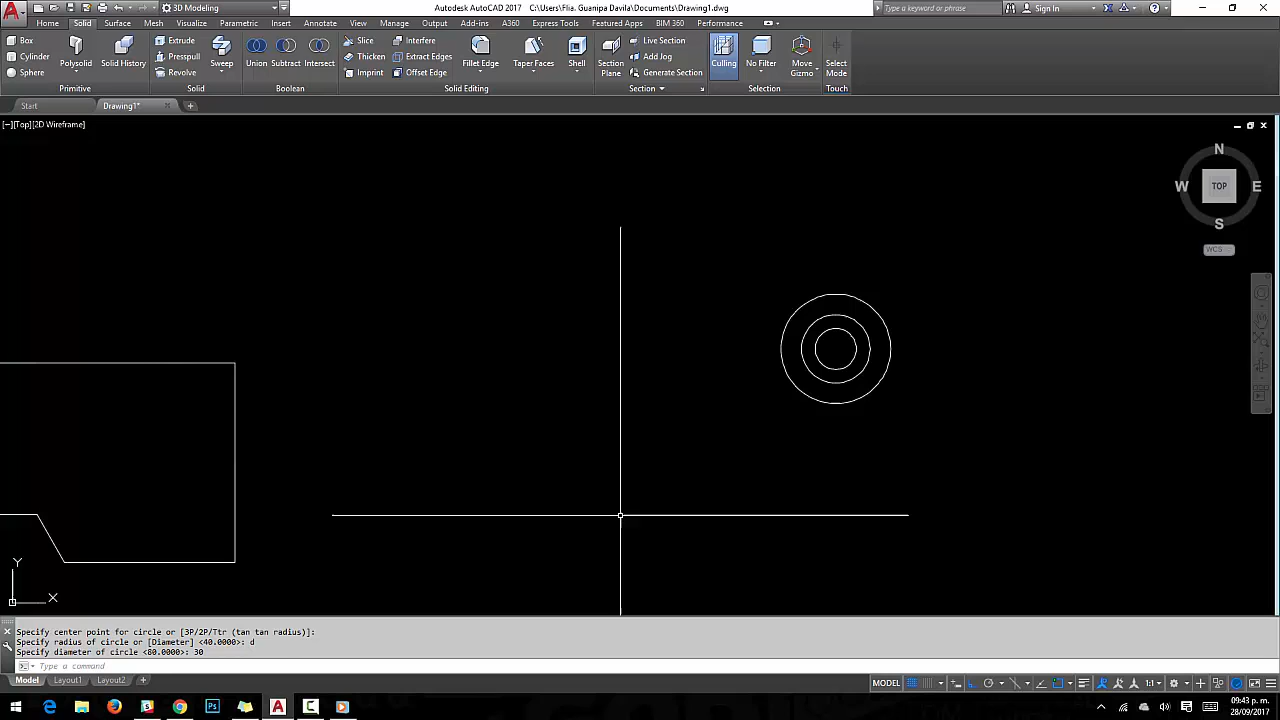 3D Modeling
Autodesk AutoCAD 2017 C:\Users\Flia. Guanipa Davila\Documents\Drawing1.dwg
Type a keyword or phrase
Sign In
Home Solid Surface Mesh Visualize Parametric Insert Annotate View Manage Output Add-ins A360 Express Tools Featured Apps BIM 360 Performance
Box
Cylinder
Sphere
Polysolid
Solid History
Extrude
Presspull
Revolve
Sweep
Union Subtract Intersect
Slice
Thicken
Imprint
Interfere
Extract Edges
Offset Edge
Fillet Edge
Taper Faces
Shell
Section
Plane
Live Section
Add Jog
Generate Section
Culling
No Filter
Move
Gizmo
Select
Mode
Primitive Solid Boolean Solid Editing Section Selection Touch
Start Drawing1*
[−][Top][2D Wireframe]
N
W TOP E
S
WCS
Y
X
Specify center point for circle or [3P/2P/Ttr (tan tan radius)]:
Specify radius of circle or [Diameter] <40.0000>: d
Specify diameter of circle <80.0000>: 30
Type a command
Model Layout1 Layout2
MODEL
1:1
09:43 p. m.
23/09/2017